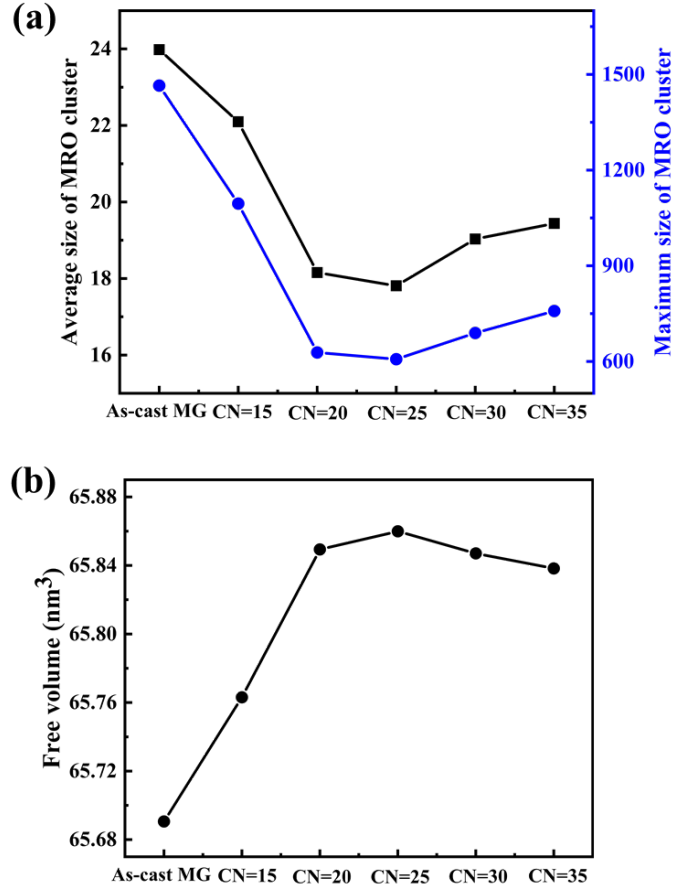 (a)
Average size of MRO cluster
24
22
20
18
16
Maximum size of MRO cluster
1500
1200
900
600
As-cast MG CN=15 CN=20 CN=25 CN=30 CN=35
(b)
Free volume (nm³)
65.88
65.84
65.80
65.76
65.72
65.68
As-cast MG CN=15 CN=20 CN=25 CN=30 CN=35